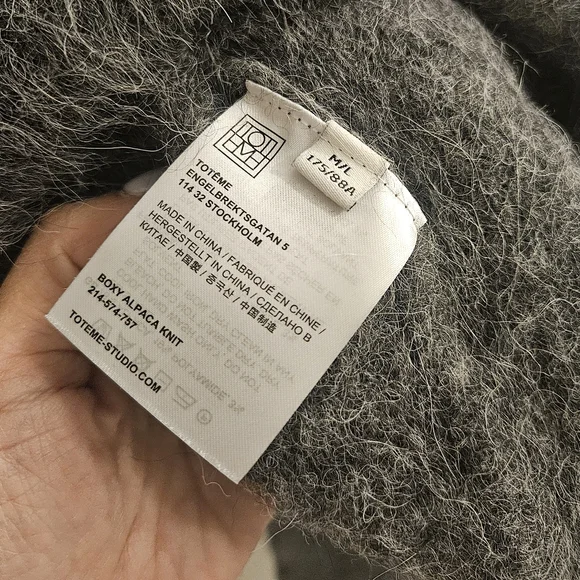 TOT
EME
M/L
175/88A
TOTÊME
ENGELBREKTSGATAN 5
114 32 STOCKHOLM
MADE IN CHINA / FABRIQUÉ EN CHINE /
HERGESTELLT IN CHINA / СДЕЛАНО В
КИТАЕ / 中国製 / 중국산 / 中国制造
BOXY ALPACA KNIT
214-574-757
TOTEME-STUDIO.COM